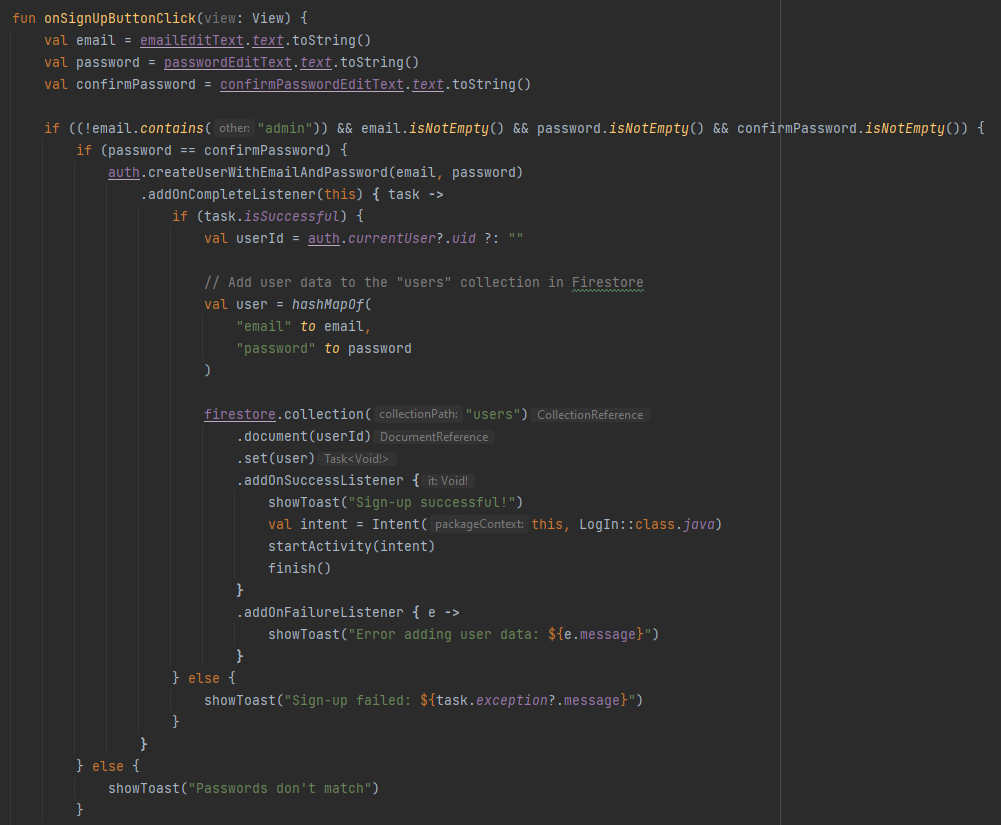 fun onSignUpButtonClick(view: View) {
    val email = emailEditText.text.toString()
    val password = passwordEditText.text.toString()
    val confirmPassword = confirmPasswordEditText.text.toString()

    if ((!email.contains( other: "admin")) && email.isNotEmpty() && password.isNotEmpty() && confirmPassword.isNotEmpty()) {
        if (password == confirmPassword) {
            auth.createUserWithEmailAndPassword(email, password)
                .addOnCompleteListener(this) { task ->
                    if (task.isSuccessful) {
                        val userId = auth.currentUser?.uid ?: ""

                        // Add user data to the "users" collection in Firestore
                        val user = hashMapOf(
                            "email" to email,
                            "password" to password
                        )

                        firestore.collection( collectionPath: "users") CollectionReference
                            .document(userId) DocumentReference
                            .set(user) Task<Void!>
                            .addOnSuccessListener { it: Void!
                                showToast("Sign-up successful!")
                                val intent = Intent( packageContext: this, LogIn::class.java)
                                startActivity(intent)
                                finish()
                            }
                            .addOnFailureListener { e ->
                                showToast("Error adding user data: ${e.message}")
                            }
                    } else {
                        showToast("Sign-up failed: ${task.exception?.message}")
                    }
                }
        } else {
            showToast("Passwords don't match")
        }